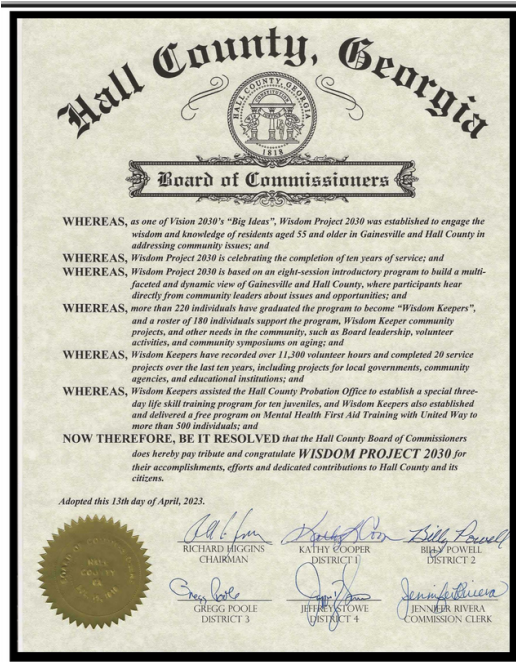 Hall County, Georgia
HALL COUNTY, GEORGIA
CONSTITUTION
1818
Board of Commissioners
WHEREAS, as one of Vision 2030's "Big Ideas", Wisdom Project 2030 was established to engage the
wisdom and knowledge of residents aged 55 and older in Gainesville and Hall County in
addressing community issues; and
WHEREAS, Wisdom Project 2030 is celebrating the completion of ten years of service; and
WHEREAS, Wisdom Project 2030 is based on an eight-session introductory program to build a multi-
faceted and dynamic view of Gainesville and Hall County, where participants hear
directly from community leaders about issues and opportunities; and
WHEREAS, more than 220 individuals have graduated the program to become "Wisdom Keepers",
and a roster of 180 individuals support the program, Wisdom Keeper community
projects, and other needs in the community, such as Board leadership, volunteer
activities, and community symposiums on aging; and
WHEREAS, Wisdom Keepers have recorded over 11,300 volunteer hours and completed 20 service
projects over the last ten years, including projects for local governments, community
agencies, and educational institutions; and
WHEREAS, Wisdom Keepers assisted the Hall County Probation Office to establish a special three-
day life skill training program for ten juveniles, and Wisdom Keepers also established
and delivered a free program on Mental Health First Aid Training with United Way to
more than 500 individuals; and
NOW THEREFORE, BE IT RESOLVED that the Hall County Board of Commissioners
does hereby pay tribute and congratulate WISDOM PROJECT 2030 for
their accomplishments, efforts and dedicated contributions to Hall County and its
citizens.
Adopted this 13th day of April, 2023.
Kathy Cooper Billy Powell
RICHARD HIGGINS KATHY COOPER BILLY POWELL
CHAIRMAN DISTRICT 1 DISTRICT 2
HALL
COUNTY
GA.
Gregg Poole Jennifer Rivera
GREGG POOLE JEFFREY STOWE JENNIFER RIVERA
DISTRICT 3 DISTRICT 4 COMMISSION CLERK